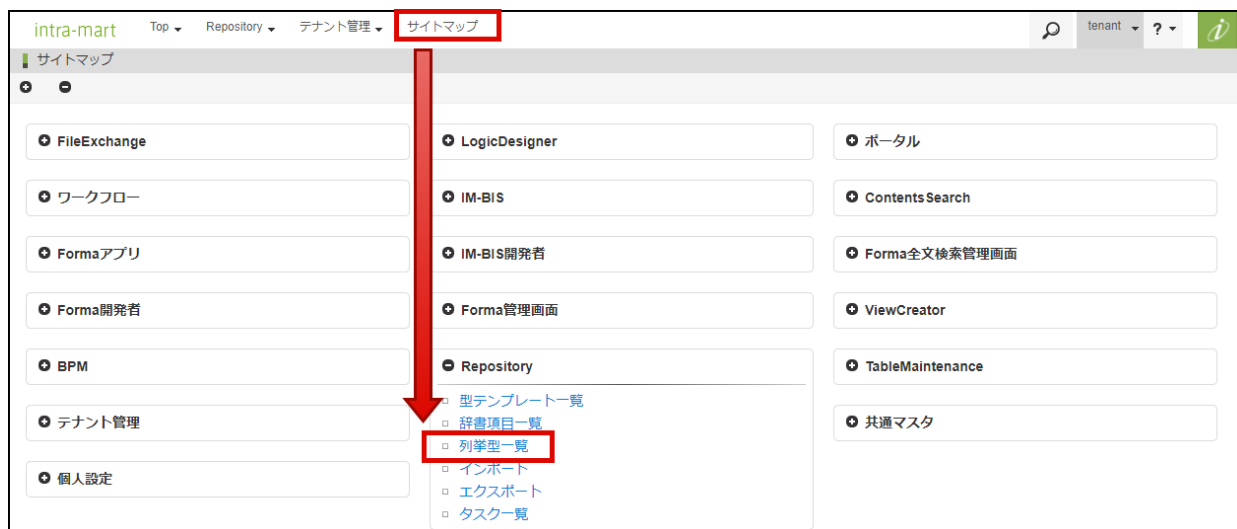 intra-mart Top Repository テナント管理 サイトマップ tenant ?
サイトマップ
FileExchange LogicDesigner ポータル
ワークフロー IM-BIS ContentsSearch
Formaアプリ IM-BIS開発者 Forma全文検索管理画面
Forma開発者 Forma管理画面 ViewCreator
BPM Repository TableMaintenance
型テンプレート一覧
テナント管理 辞書項目一覧 共通マスタ
列挙型一覧
個人設定 インポート
エクスポート
タスク一覧